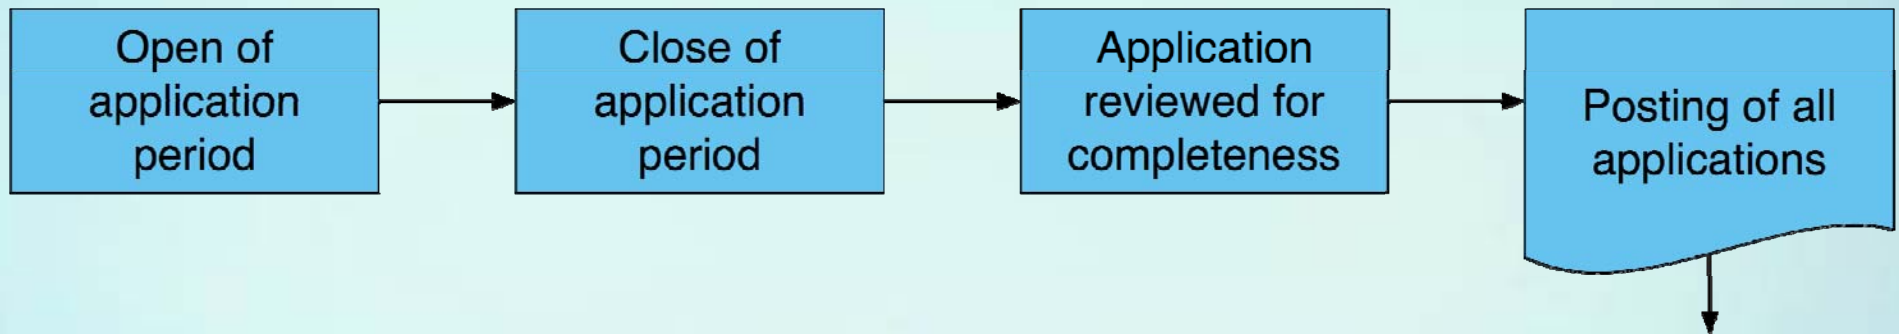 Open of
application
period
Close of
application
period
Application
reviewed for
completeness
Posting of all
applications